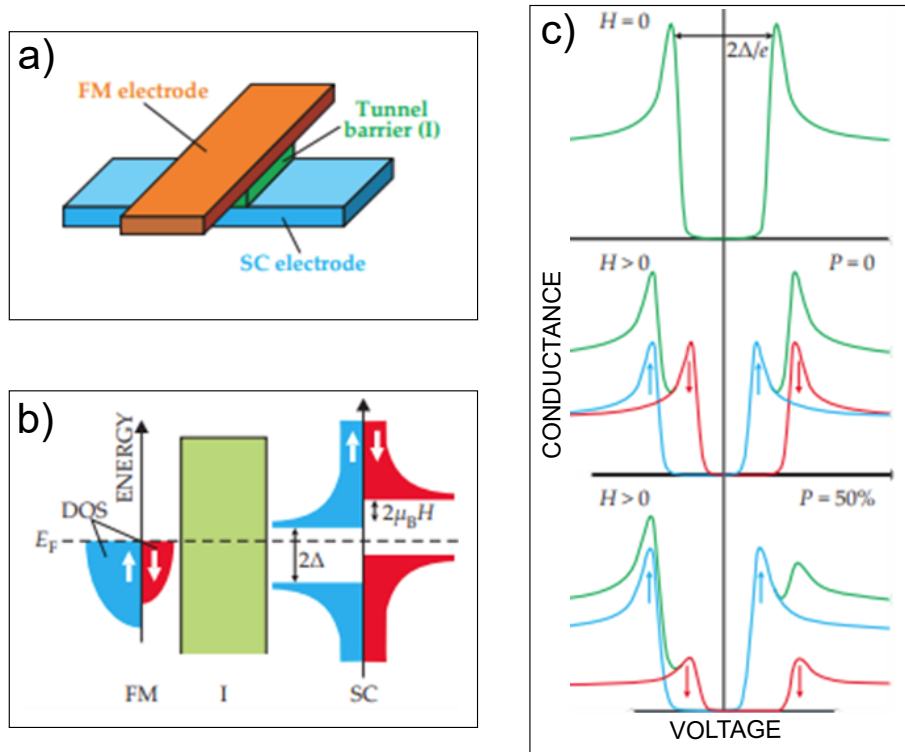 a)
FM electrode
Tunnel
barrier (I)
SC electrode
b)
ENERGY
DOS
E_F
2μ_BH
2Δ
FM I SC
c)
H = 0
2Δ/e
H > 0 P = 0
CONDUCTANCE
H > 0 P = 50%
VOLTAGE